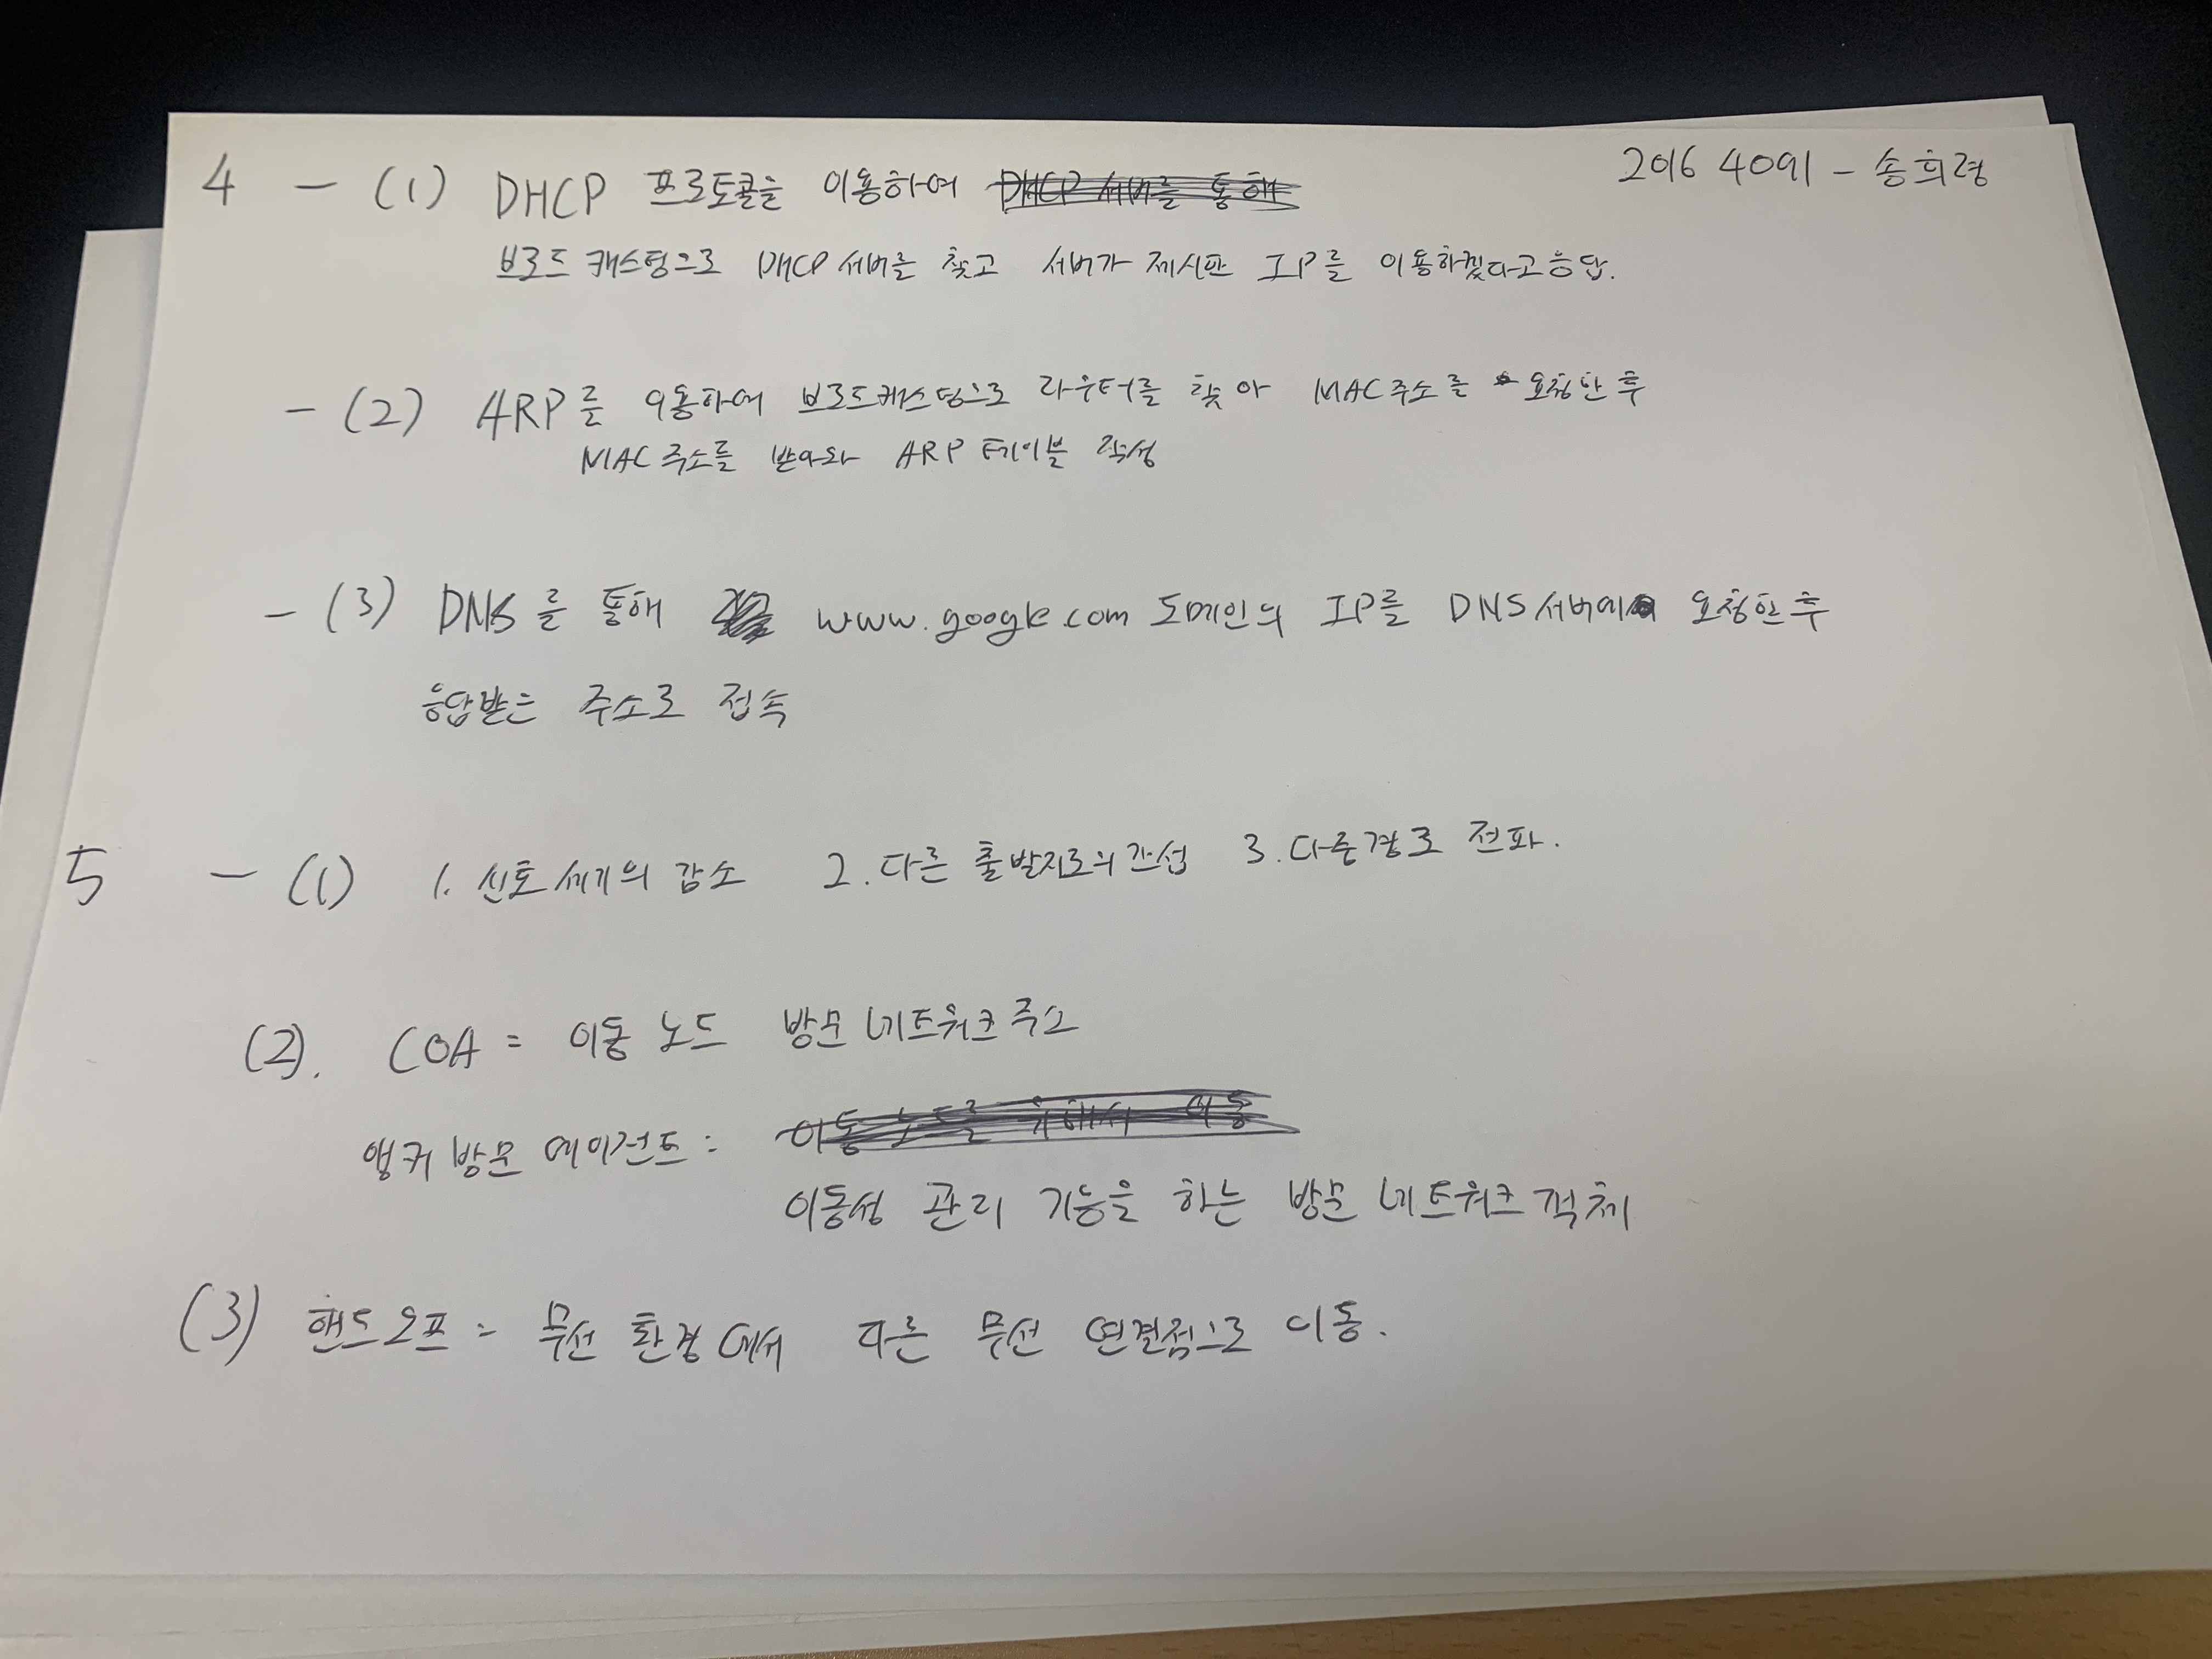 2016 4091 - 송희령
4 - (1) DHCP 프로토콜을 이용하여 DHCP 서버를 통해
브로드 캐스팅으로 DHCP 서버를 찾고 서버가 제시한 IP를 이용하겠다고 응답.
- (2) ARP를 이용하여 브로드캐스팅으로 라우터를 찾아 MAC주소를 요청한 후
MAC 주소를 받아와 ARP 테이블 작성
- (3) DNS를 통해 www.google.com 도메인의 IP를 DNS 서버에 요청한 후
응답받는 주소로 접속
5 - (1) 1. 신호 세기의 감소 2. 다른 출발지로의 간섭 3. 다중경로 전파.
(2). COA = 이동 노드 방문 네트워크 주소
앵커 방문 에이전트 :
이동성 관리 기능을 하는 방문 네트워크 객체
(3) 핸드오프 = 무선 환경에서 다른 무선 연결점으로 이동.